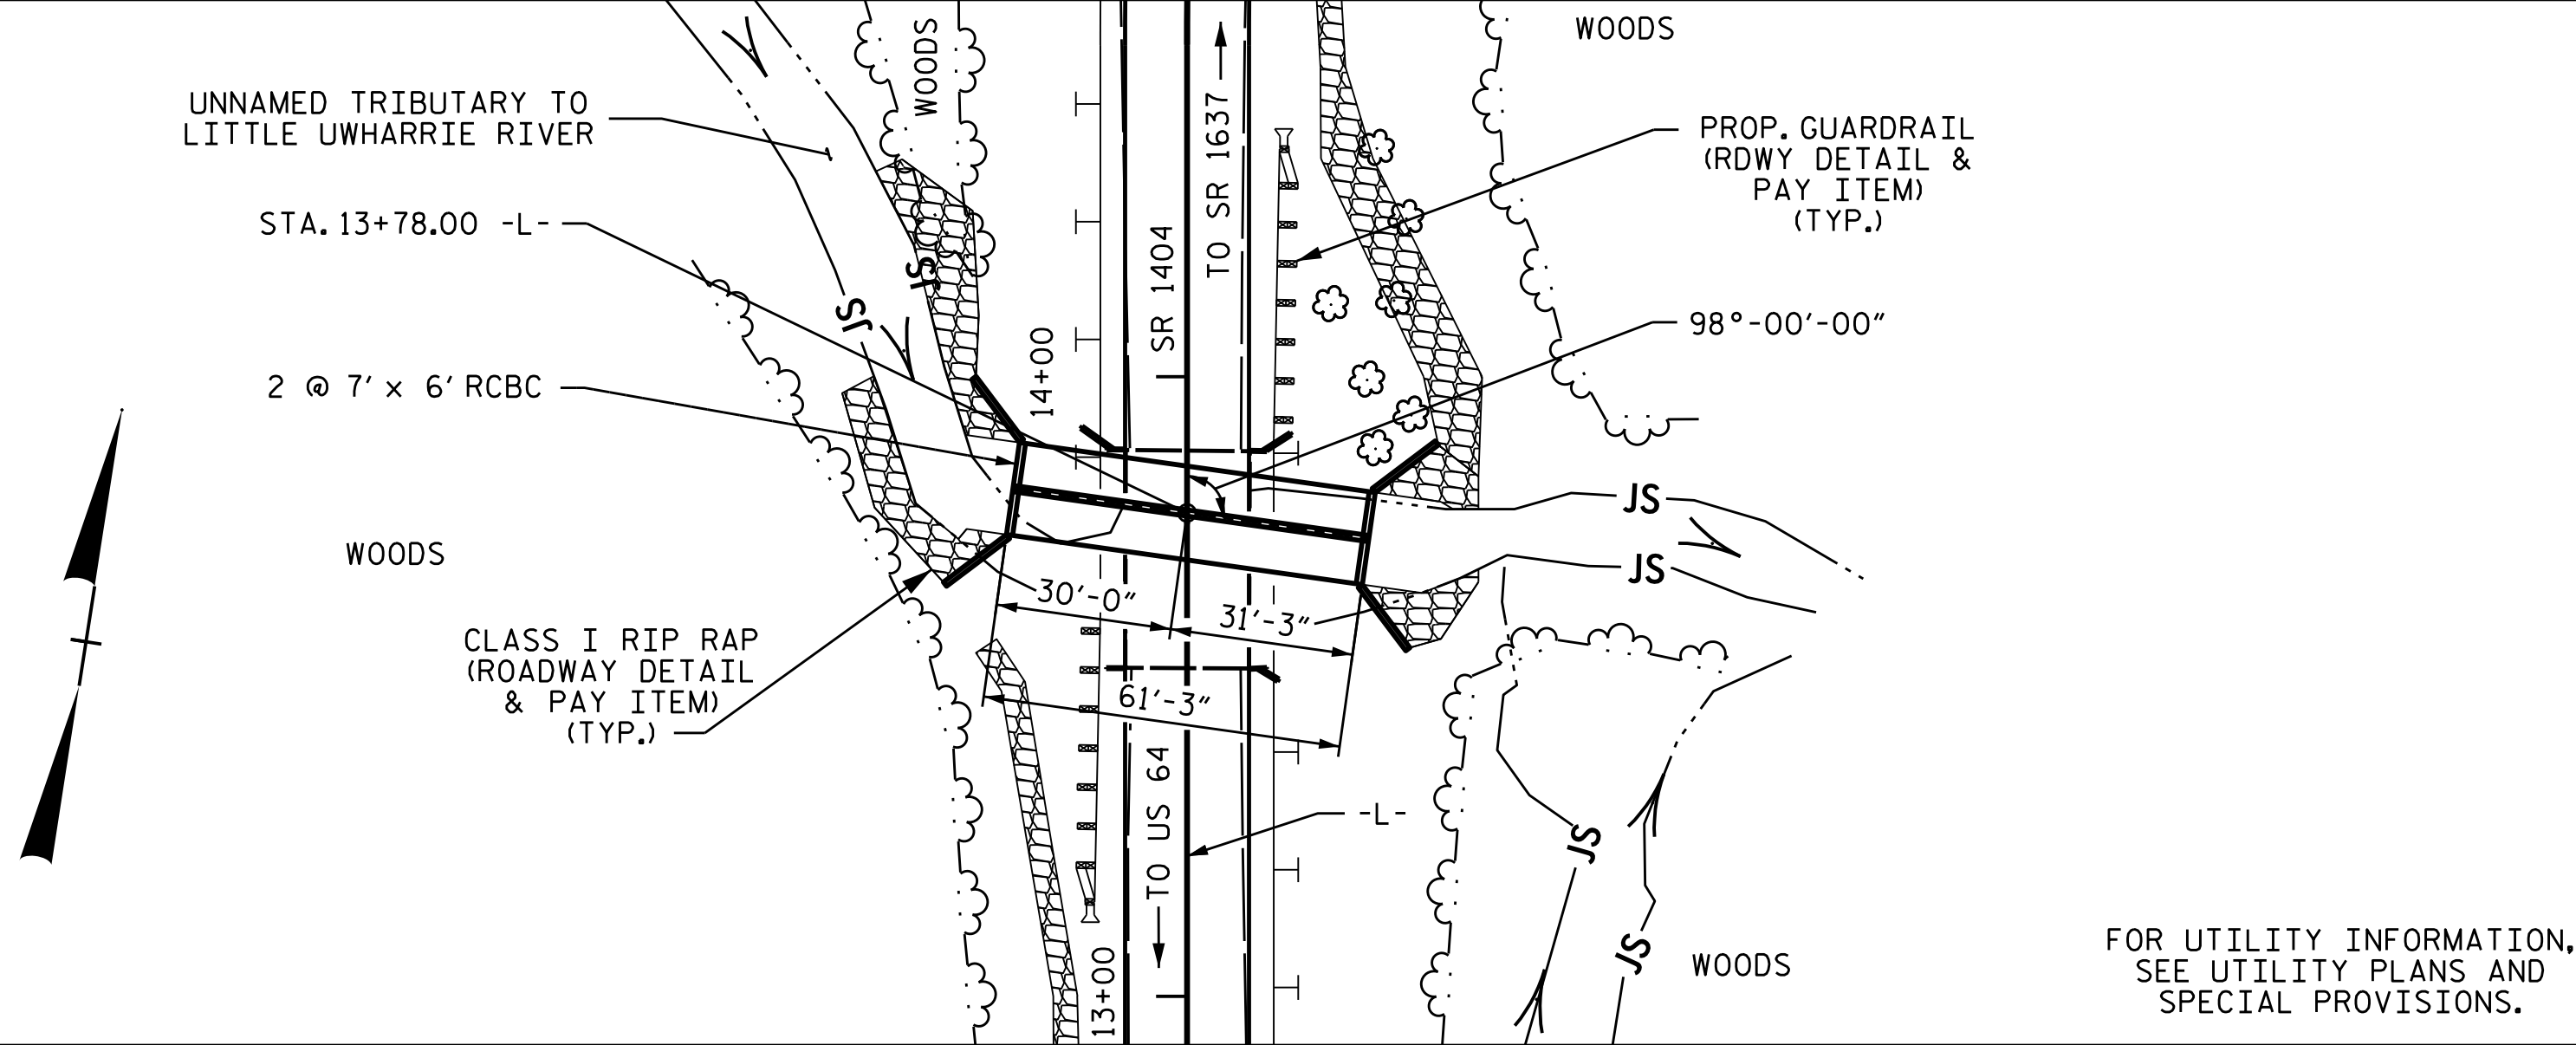 WOODS
WOODS
UNNAMED TRIBUTARY TO
LITTLE UWHARRIE RIVER
TO SR 1637
PROP. GUARDRAIL
(RDWY DETAIL &
PAY ITEM)
(TYP.)
STA. 13+78.00 -L-
SR 1404
JS
JS
98°-00'-00"
14+00
2 @ 7' x 6' RCBC
JS
WOODS
JS
30'-0"
31'-3"
CLASS I RIP RAP
(ROADWAY DETAIL
& PAY ITEM)
(TYP.)
61'-3"
TO US 64
-L-
JS
JS
13+00
WOODS
FOR UTILITY INFORMATION,
SEE UTILITY PLANS AND
SPECIAL PROVISIONS.